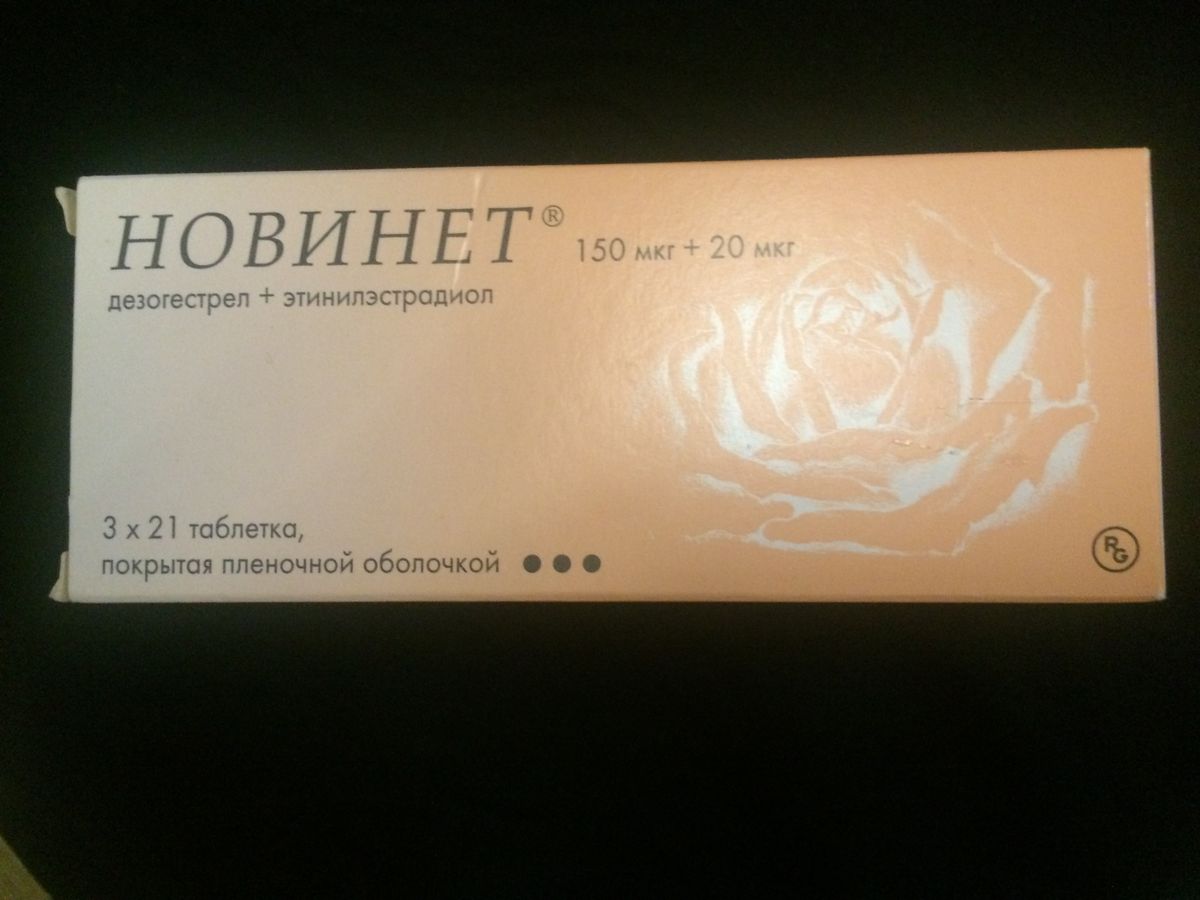 НОВИНЕТ® 150 мкг + 20 мкг
дезогестрел + этинилэстрадиол
3 x 21 таблетка,
покрытая пленочной оболочкой
RG